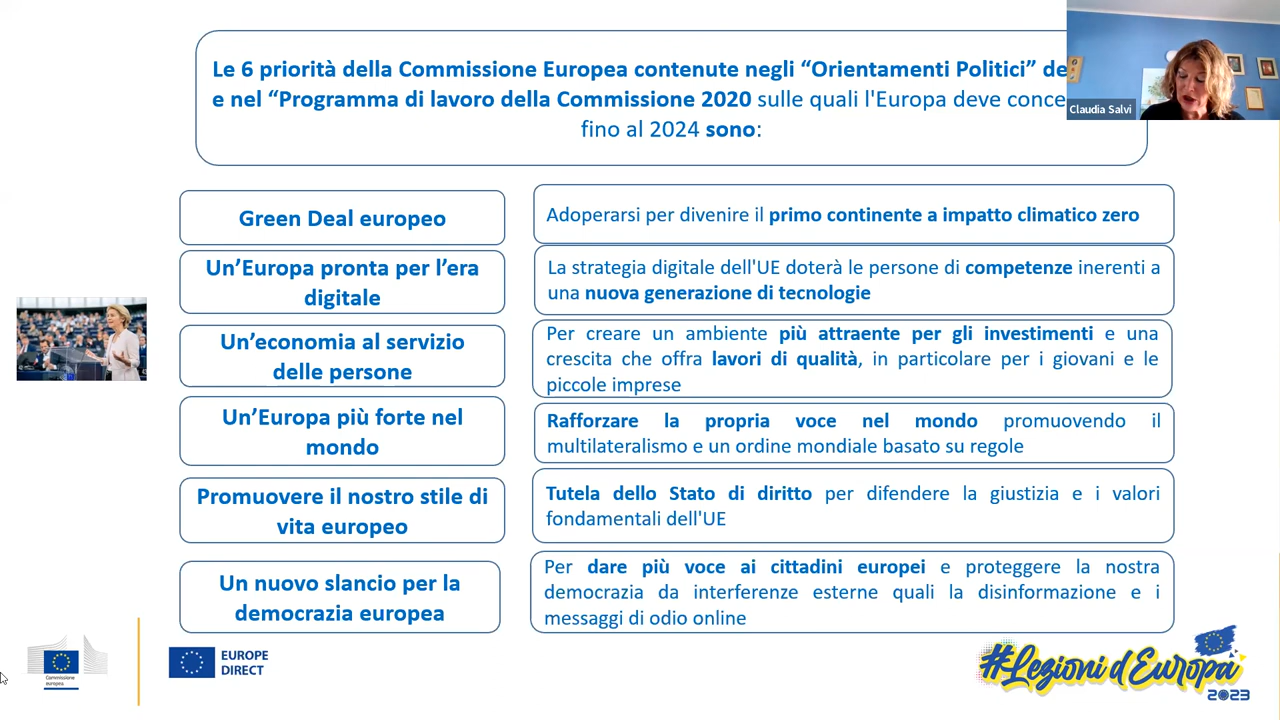 Le 6 priorità della Commissione Europea contenute negli “Orientamenti Politici”
e nel “Programma di lavoro della Commissione 2020 sulle quali l'Europa deve
fino al 2024 sono:
Claudia Salvi
Green Deal europeo
Adoperarsi per divenire il primo continente a impatto climatico zero
Un’Europa pronta per l’era
digitale
La strategia digitale dell'UE doterà le persone di competenze inerenti a
una nuova generazione di tecnologie
Un’economia al servizio
delle persone
Per creare un ambiente più attraente per gli investimenti e una
crescita che offra lavori di qualità, in particolare per i giovani e le
piccole imprese
Un’Europa più forte nel
mondo
Rafforzare la propria voce nel mondo promuovendo il
multilateralismo e un ordine mondiale basato su regole
Promuovere il nostro stile di
vita europeo
Tutela dello Stato di diritto per difendere la giustizia e i valori
fondamentali dell'UE
Un nuovo slancio per la
democrazia europea
Per dare più voce ai cittadini europei e proteggere la nostra
democrazia da interferenze esterne quali la disinformazione e i
messaggi di odio online
Commissione
europea
EUROPE
DIRECT
#Lezioni d'Europa
2023